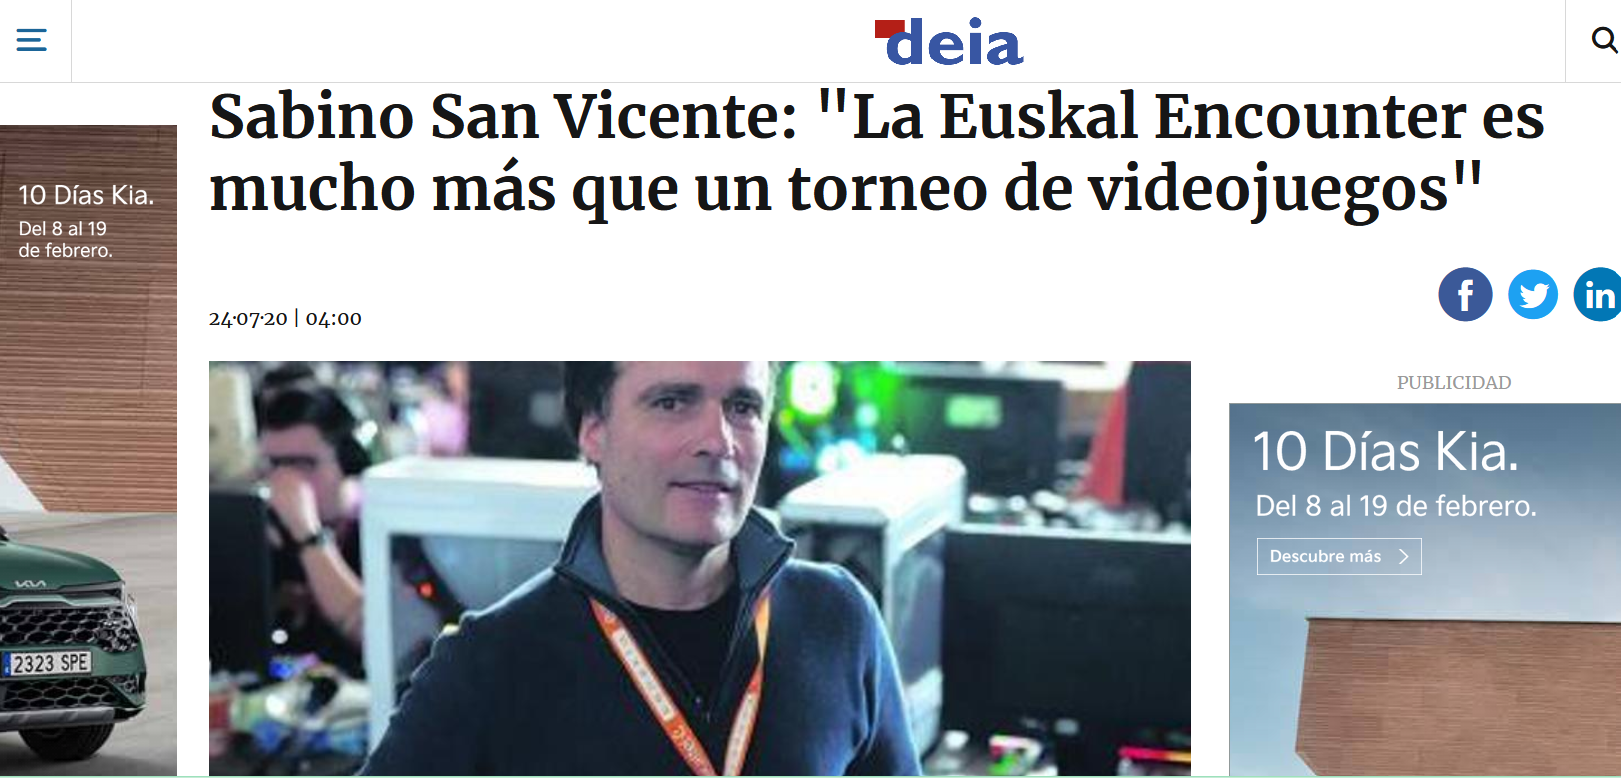 deia
Sabino San Vicente: "La Euskal Encounter es
mucho más que un torneo de videojuegos"
24·07·20 | 04:00
10 Días Kia.
Del 8 al 19
de febrero.
KIA
2323 SPE
f
in
PUBLICIDAD
10 Días Kia.
Del 8 al 19 de febrero.
Descubre más